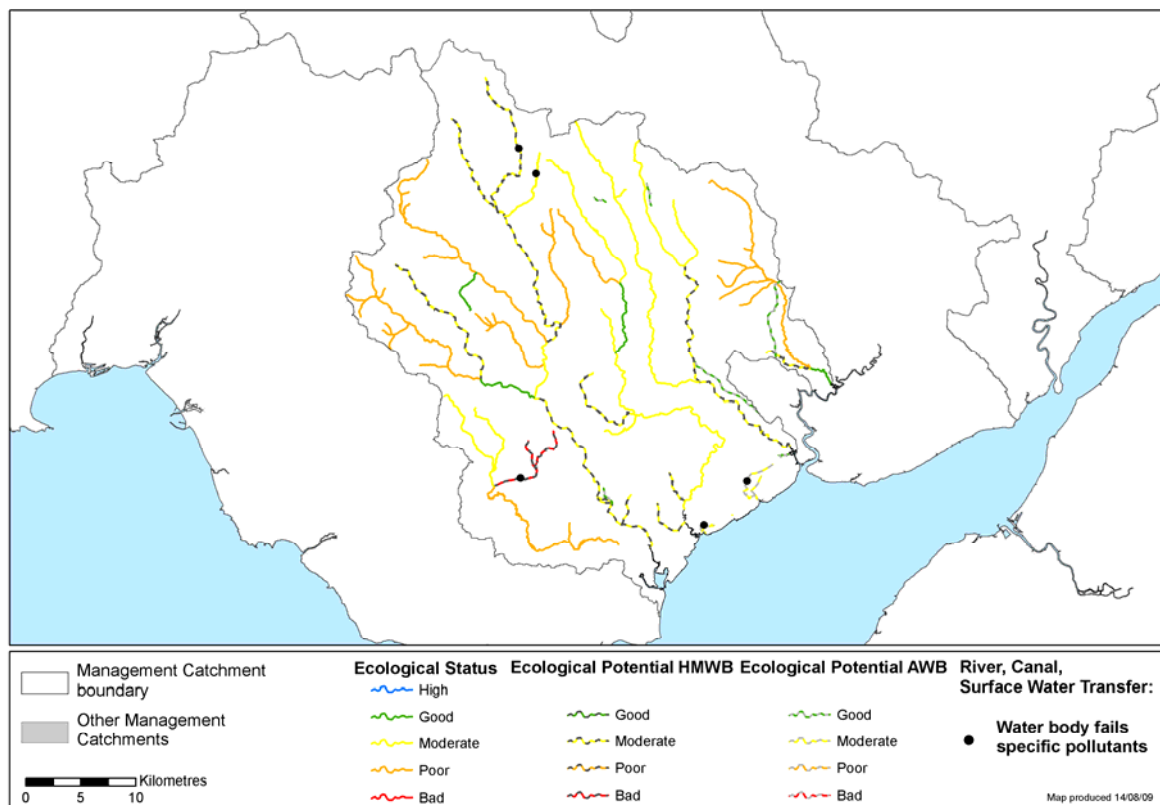 Management Catchment
boundary
Other Management
Catchments
Kilometres
0 5 10
Ecological Status
High
Good
Moderate
Poor
Bad
Ecological Potential HMWB
Good
Moderate
Poor
Bad
Ecological Potential AWB
Good
Moderate
Poor
Bad
River, Canal,
Surface Water Transfer:
Water body fails
specific pollutants
Map produced 14/08/09